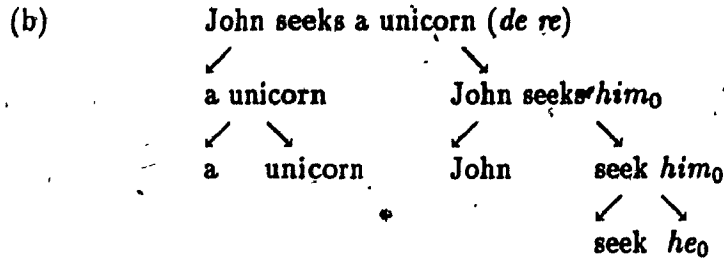 (b) John seeks a unicorn (de re)
a unicorn John seeks him₀
a unicorn John seek him₀
seek he₀